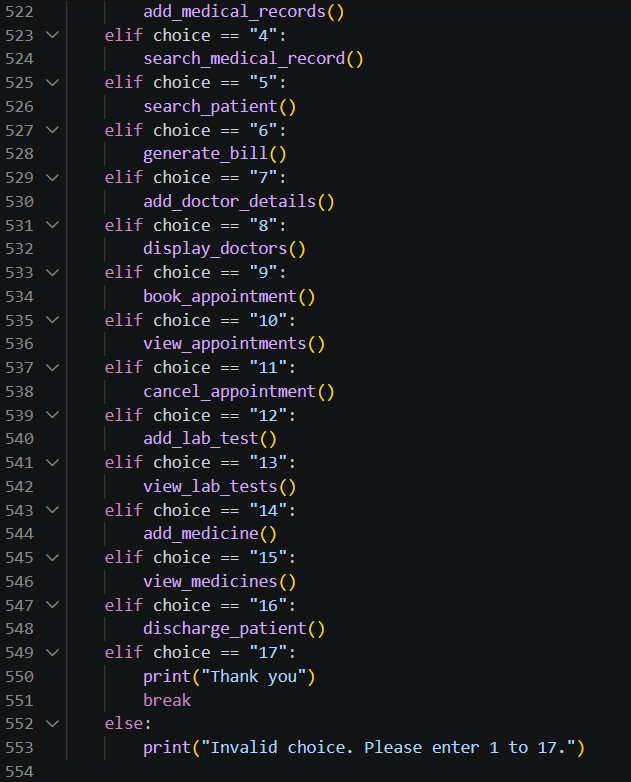 522 add_medical_records()
523 elif choice == "4":
524 search_medical_record()
525 elif choice == "5":
526 search_patient()
527 elif choice == "6":
528 generate_bill()
529 elif choice == "7":
530 add_doctor_details()
531 elif choice == "8":
532 display_doctors()
533 elif choice == "9":
534 book_appointment()
535 elif choice == "10":
536 view_appointments()
537 elif choice == "11":
538 cancel_appointment()
539 elif choice == "12":
540 add_lab_test()
541 elif choice == "13":
542 view_lab_tests()
543 elif choice == "14":
544 add_medicine()
545 elif choice == "15":
546 view_medicines()
547 elif choice == "16":
548 discharge_patient()
549 elif choice == "17":
550 print("Thank you")
551 break
552 else:
553 print("Invalid choice. Please enter 1 to 17.")
554